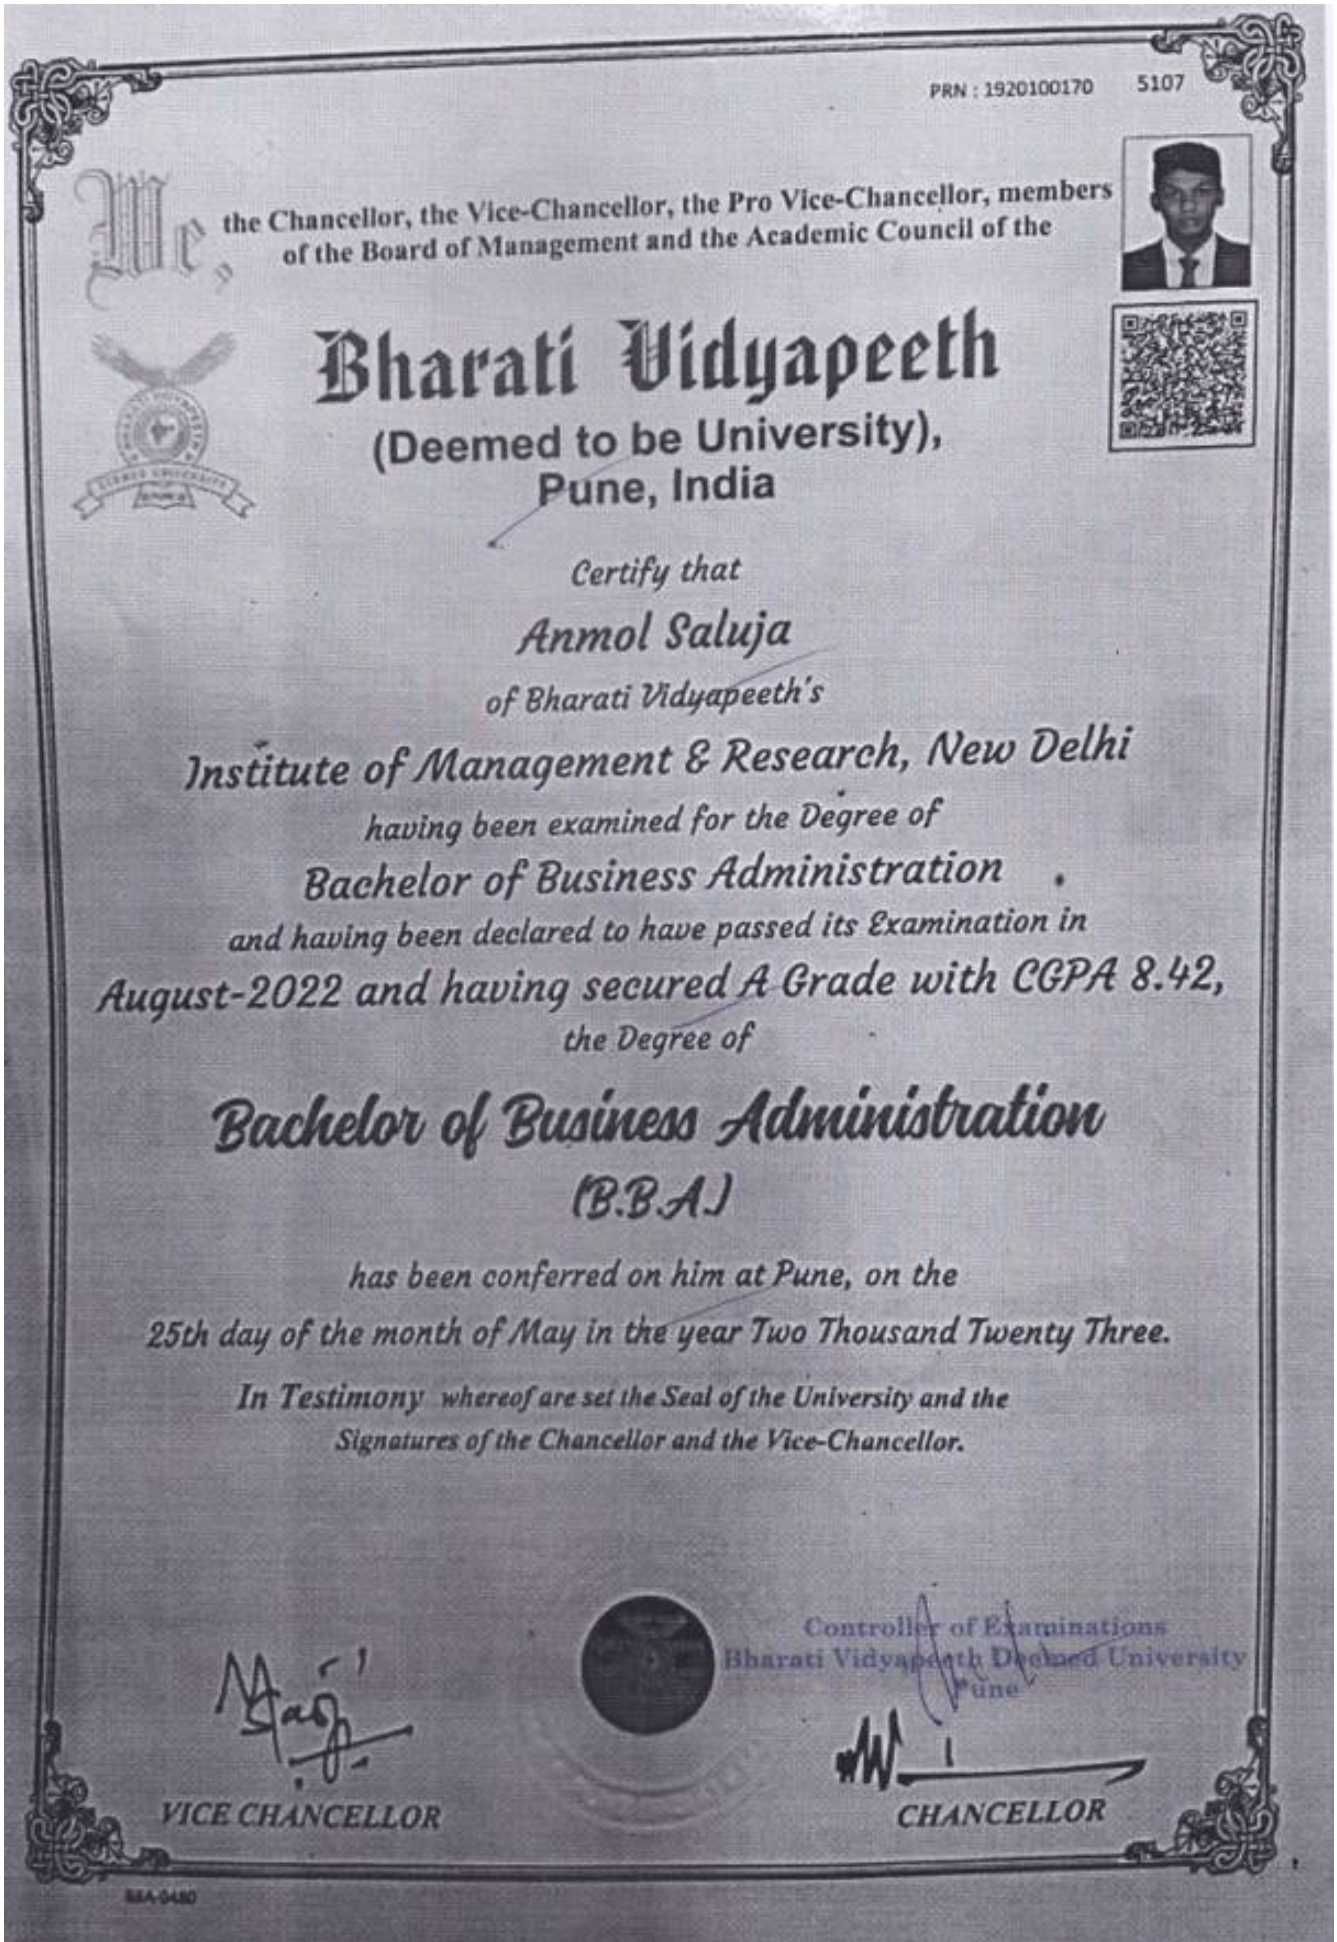 PRN : 1920100170 5107
We, the Chancellor, the Vice-Chancellor, the Pro Vice-Chancellor, members
of the Board of Management and the Academic Council of the
Bharati Vidyapeeth
(Deemed to be University),
Pune, India
Certify that
Anmol Saluja
of Bharati Vidyapeeth's
Institute of Management & Research, New Delhi
having been examined for the Degree of
Bachelor of Business Administration
and having been declared to have passed its Examination in
August-2022 and having secured A Grade with CGPA 8.42,
the Degree of
Bachelor of Business Administration
(B.B.A.)
has been conferred on him at Pune, on the
25th day of the month of May in the year Two Thousand Twenty Three.
In Testimony whereof are set the Seal of the University and the
Signatures of the Chancellor and the Vice-Chancellor.
Controller of Examinations
Bharati Vidyapeeth Deemed University
Pune
VICE CHANCELLOR
CHANCELLOR